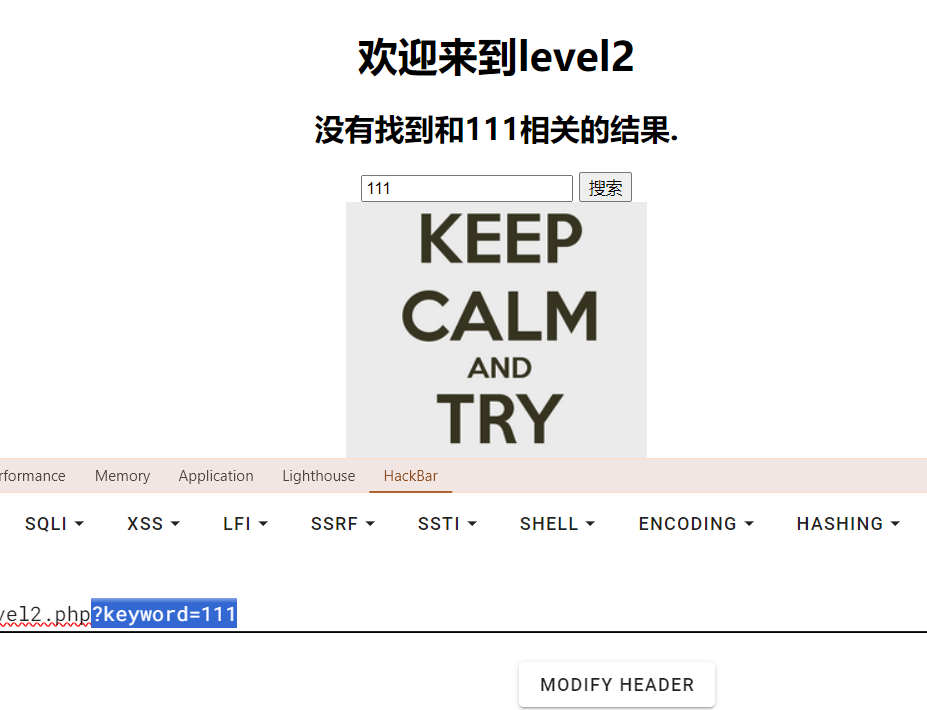 欢迎来到level2
没有找到和111相关的结果.
111 搜索
KEEP
CALM
AND
TRY
rformance Memory Application Lighthouse HackBar
SQLI XSS LFI SSRF SSTI SHELL ENCODING HASHING
vel2.php?keyword=111
MODIFY HEADER